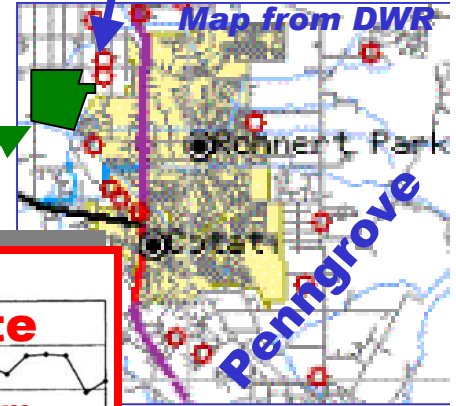 Map from DWR
Rohnert Park
Cotati
Penngrove
te